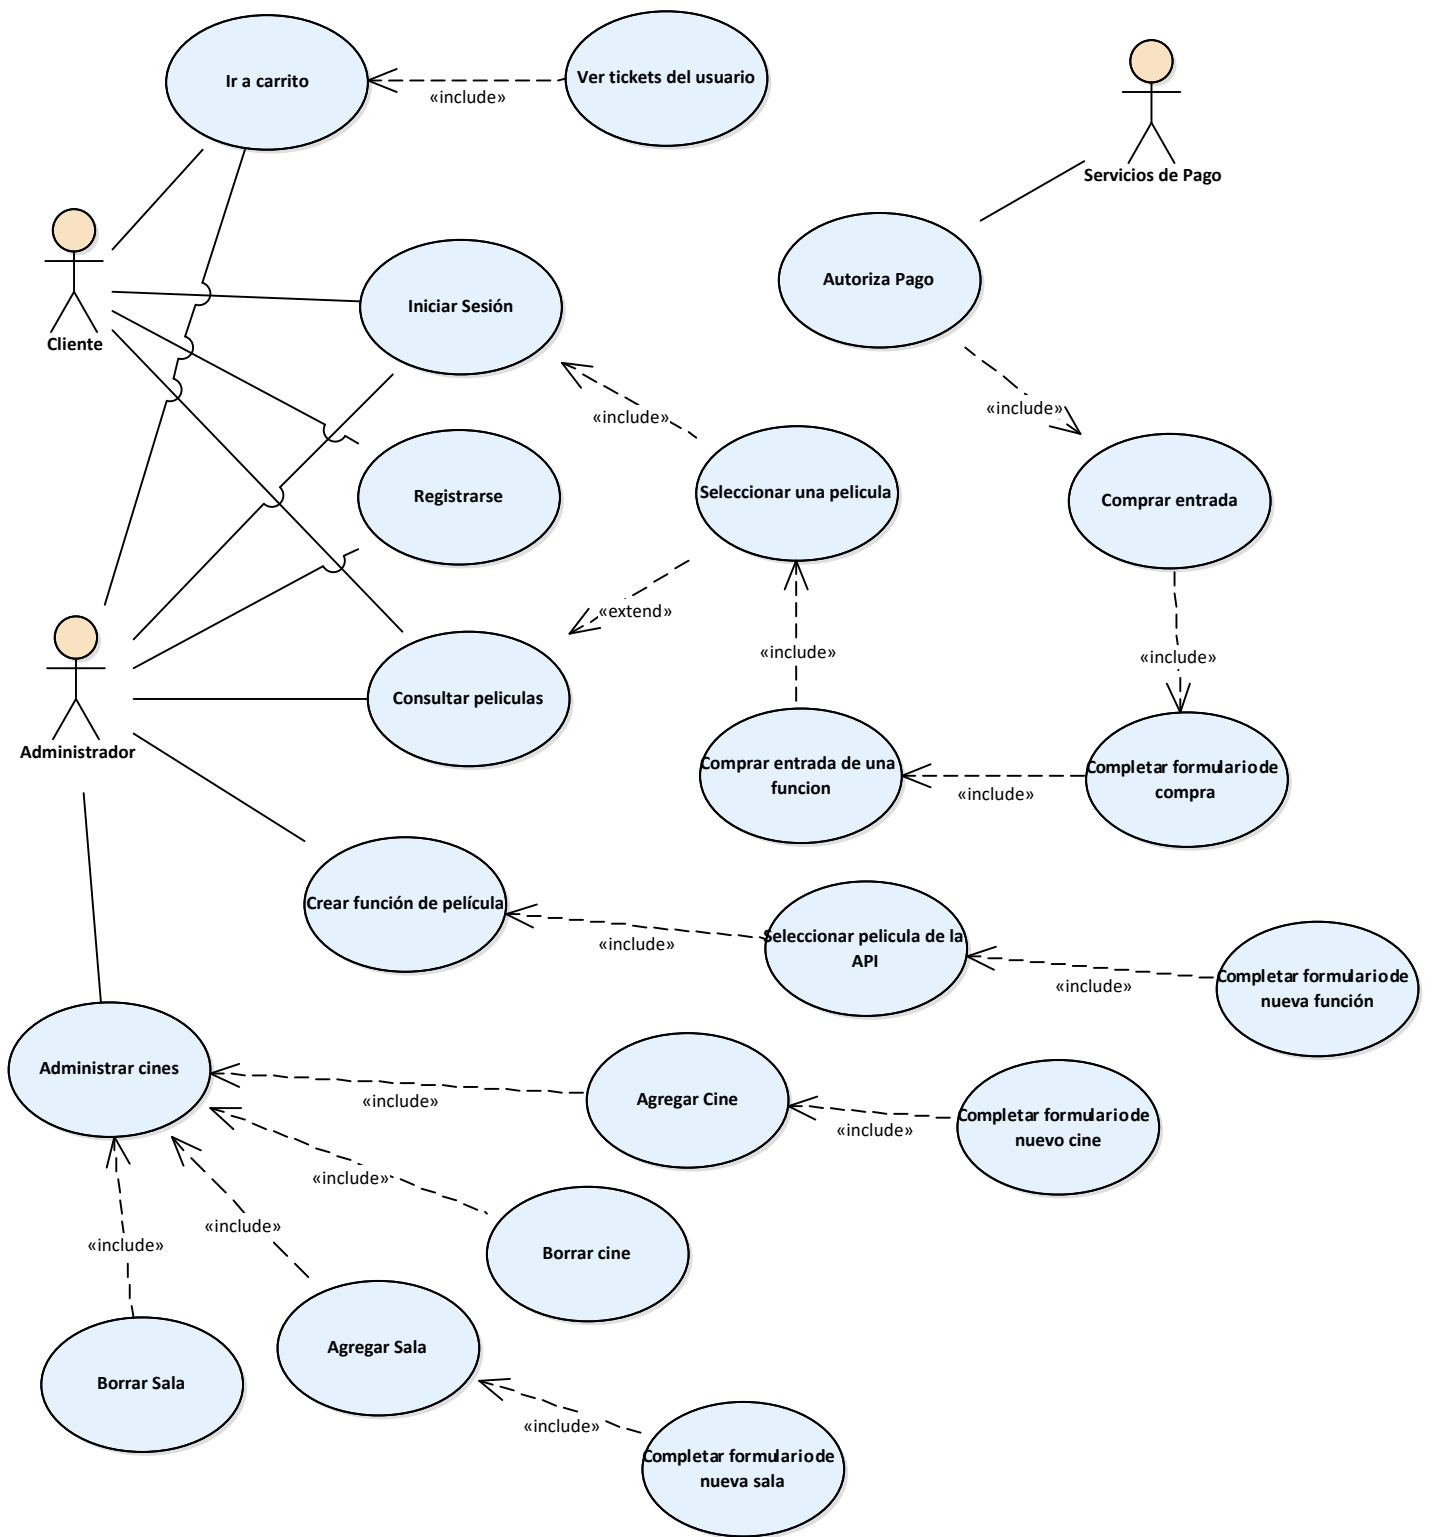 Ir a carrito
«include»
Ver tickets del usuario
Servicios de Pago
Cliente
Iniciar Sesión
Autoriza Pago
«include»
«include»
Registrarse
Seleccionar una pelicula
Comprar entrada
«extend»
«include»
«include»
Administrador
Consultar peliculas
Comprar entrada de una
funcion
«include»
Completar formulario de
compra
Crear función de película
«include»
Seleccionar pelicula de la
API
«include»
Completar formulario de
nueva función
Administrar cines
«include»
Agregar Cine
«include»
Completar formulario de
nuevo cine
«include»
«include»
«include»
Borrar cine
Borrar Sala
Agregar Sala
«include»
Completar formulario de
nueva sala